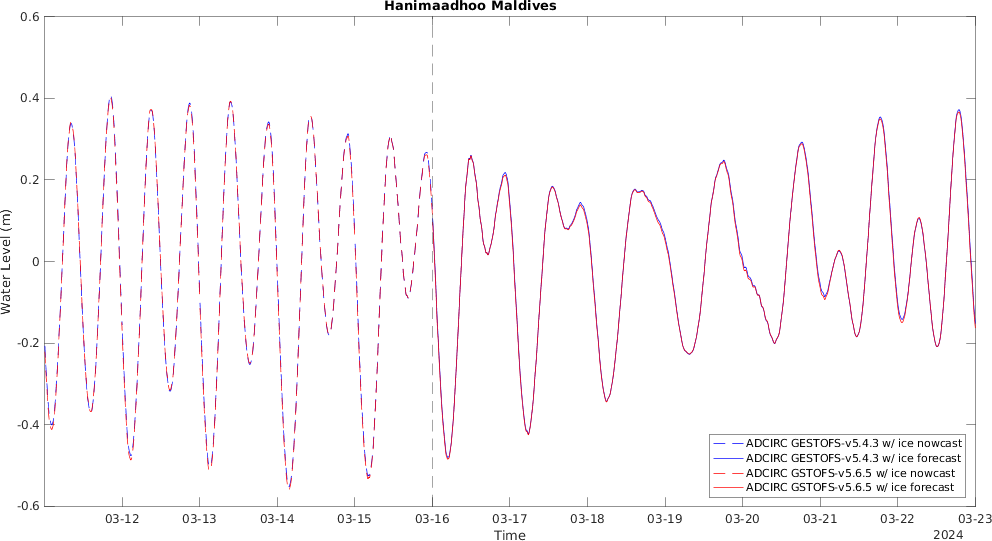 Hanimaadhoo Maldives
0.6
0.4
0.2
0
-0.2
-0.4
-0.6
Water Level (m)
ADCIRC GESTOFS-v5.4.3 w/ ice nowcast
ADCIRC GESTOFS-v5.4.3 w/ ice forecast
ADCIRC GSTOFS-v5.6.5 w/ ice nowcast
ADCIRC GSTOFS-v5.6.5 w/ ice forecast
03-12 03-13 03-14 03-15 03-16 03-17 03-18 03-19 03-20 03-21 03-22 03-23
Time
2024